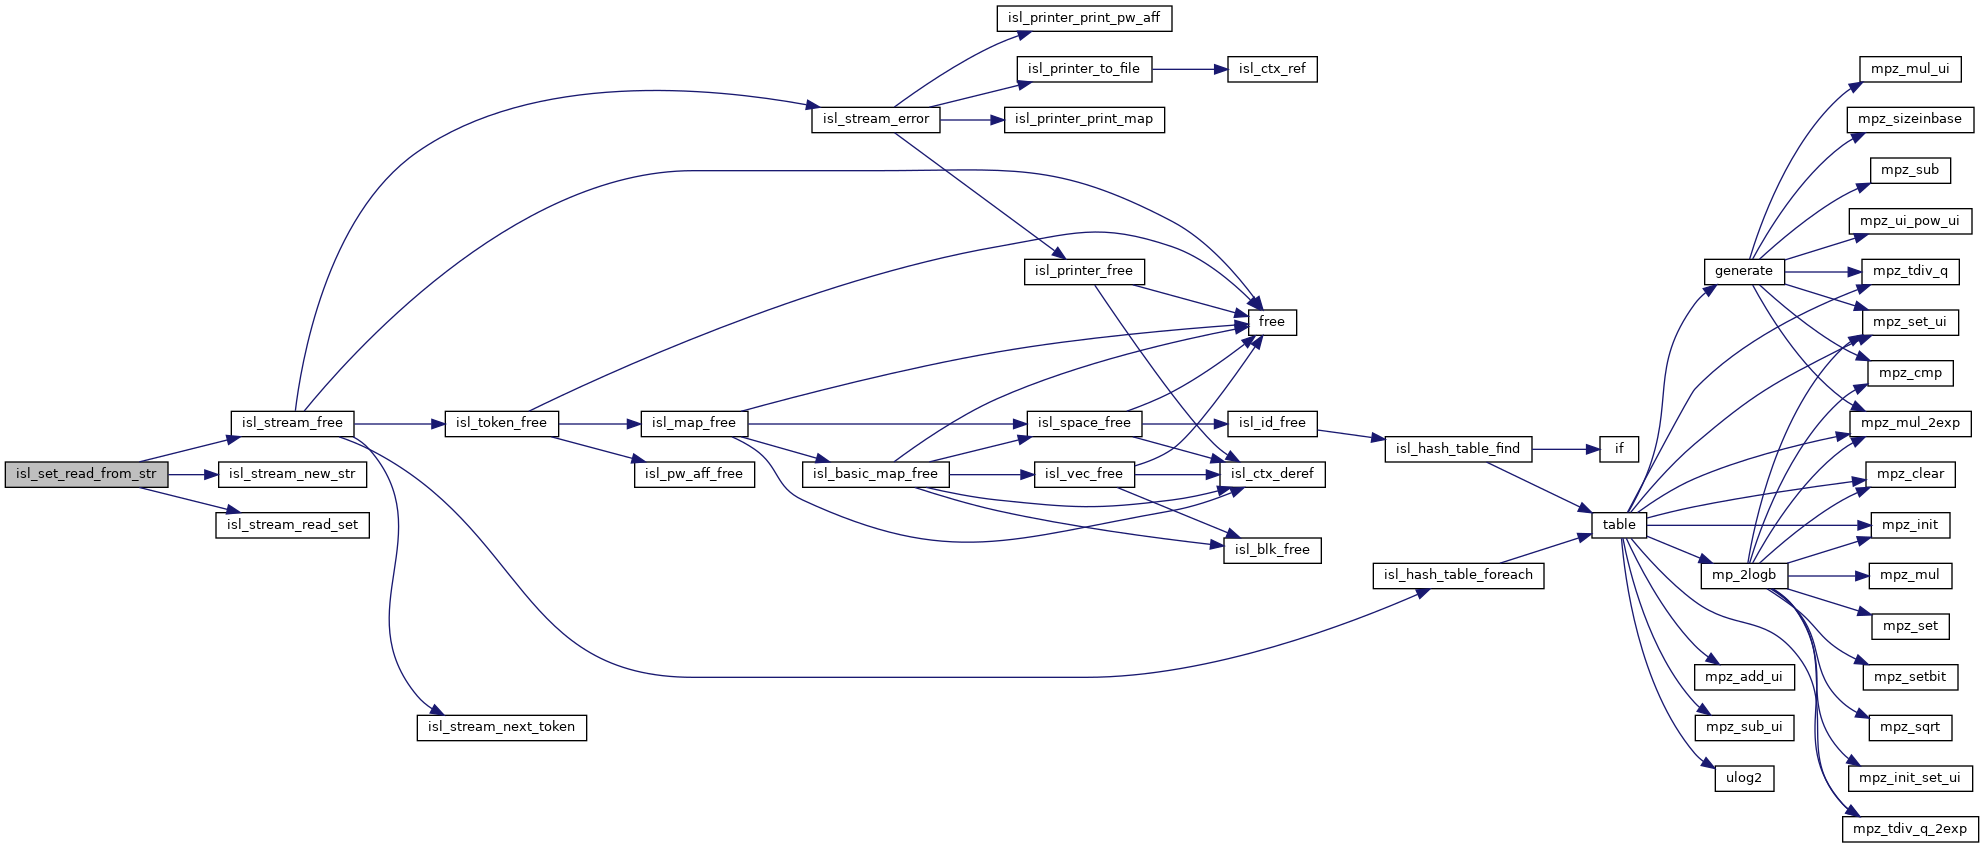 isl_printer_print_pw_aff
isl_printer_to_file
isl_ctx_ref
mpz_mul_ui
isl_stream_error
isl_printer_print_map
mpz_sizeinbase
mpz_sub
mpz_ui_pow_ui
isl_printer_free
generate
mpz_tdiv_q
free
mpz_set_ui
mpz_cmp
isl_stream_free
isl_token_free
isl_map_free
isl_space_free
isl_id_free
mpz_mul_2exp
isl_hash_table_find
if
isl_set_read_from_str
isl_stream_new_str
isl_pw_aff_free
isl_basic_map_free
isl_vec_free
isl_ctx_deref
mpz_clear
isl_stream_read_set
table
mpz_init
isl_blk_free
isl_hash_table_foreach
mp_2logb
mpz_mul
mpz_set
mpz_add_ui
mpz_setbit
isl_stream_next_token
mpz_sub_ui
mpz_sqrt
ulog2
mpz_init_set_ui
mpz_tdiv_q_2exp